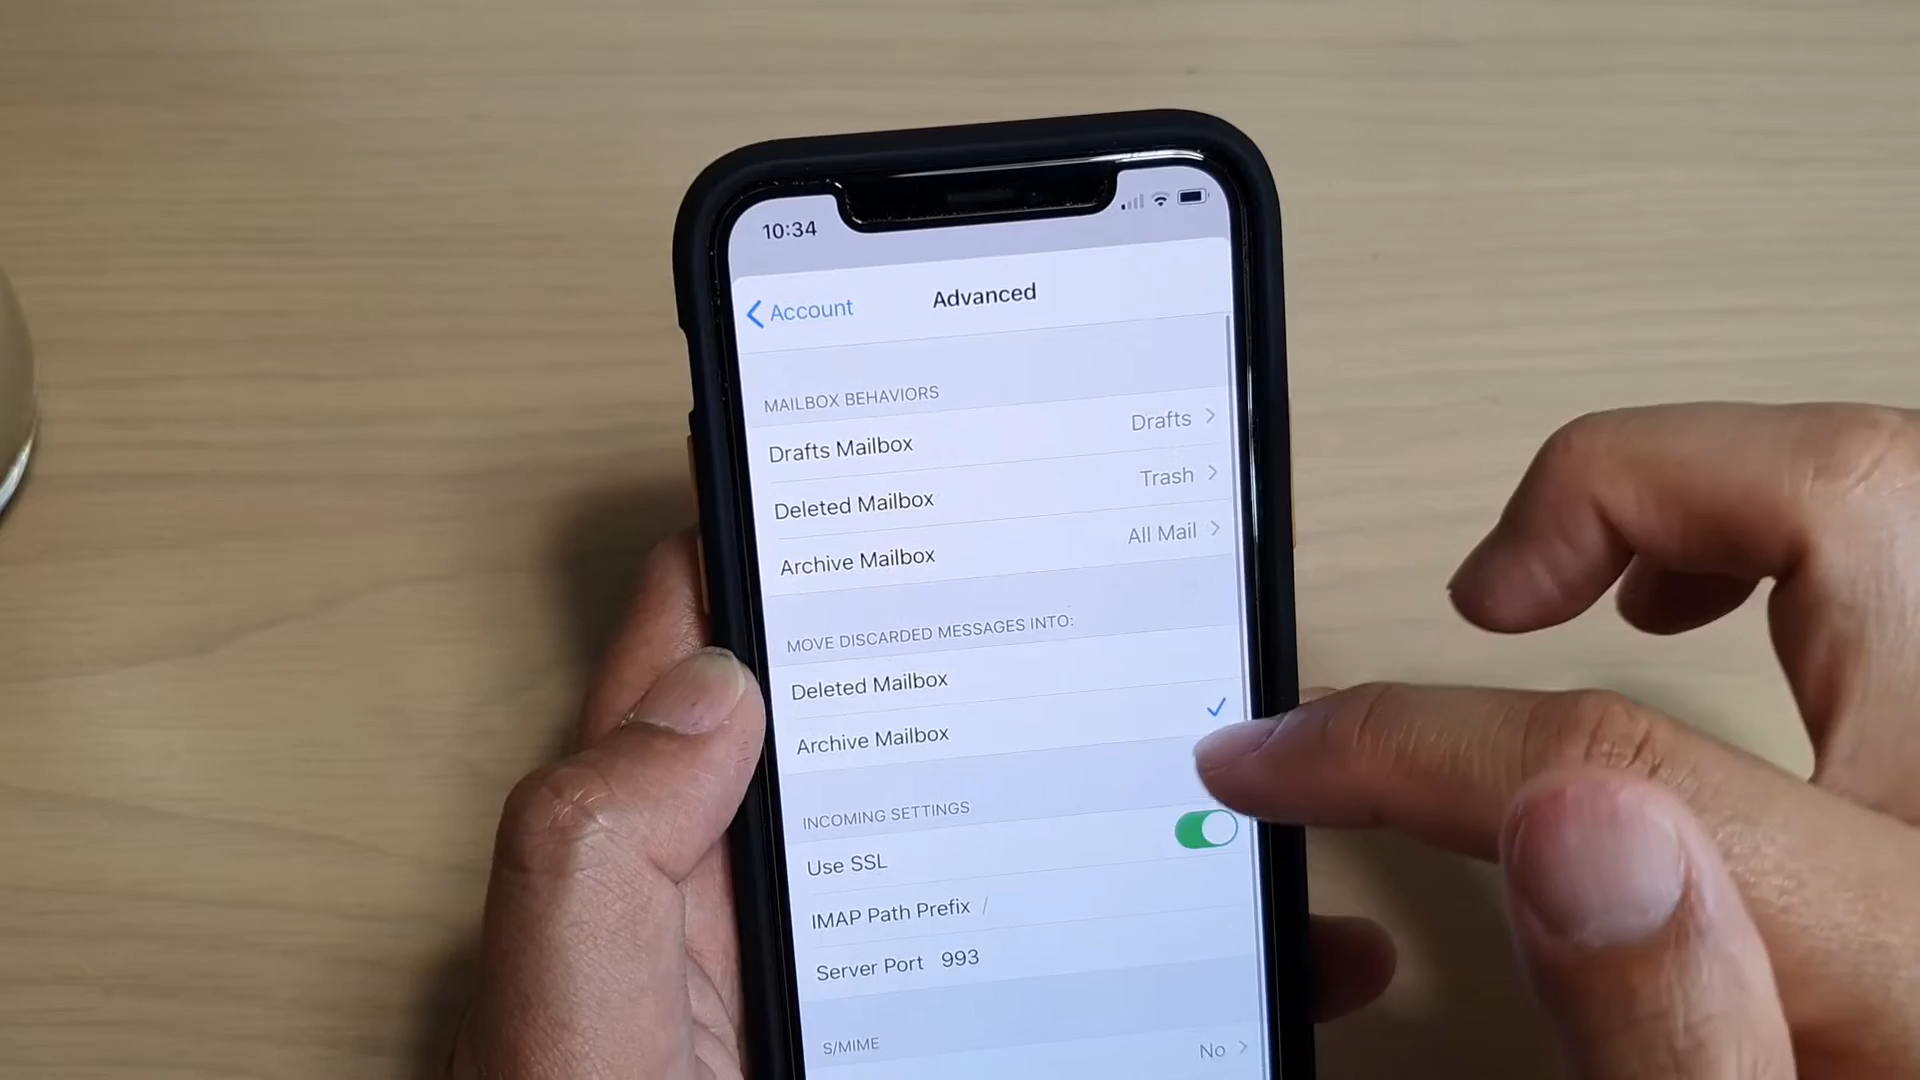 10:34
Account Advanced
MAILBOX BEHAVIORS
Drafts Mailbox Drafts
Deleted Mailbox Trash
Archive Mailbox All Mail
MOVE DISCARDED MESSAGES INTO:
Deleted Mailbox
Archive Mailbox
INCOMING SETTINGS
Use SSL
IMAP Path Prefix /
Server Port 993
S/MIME
No